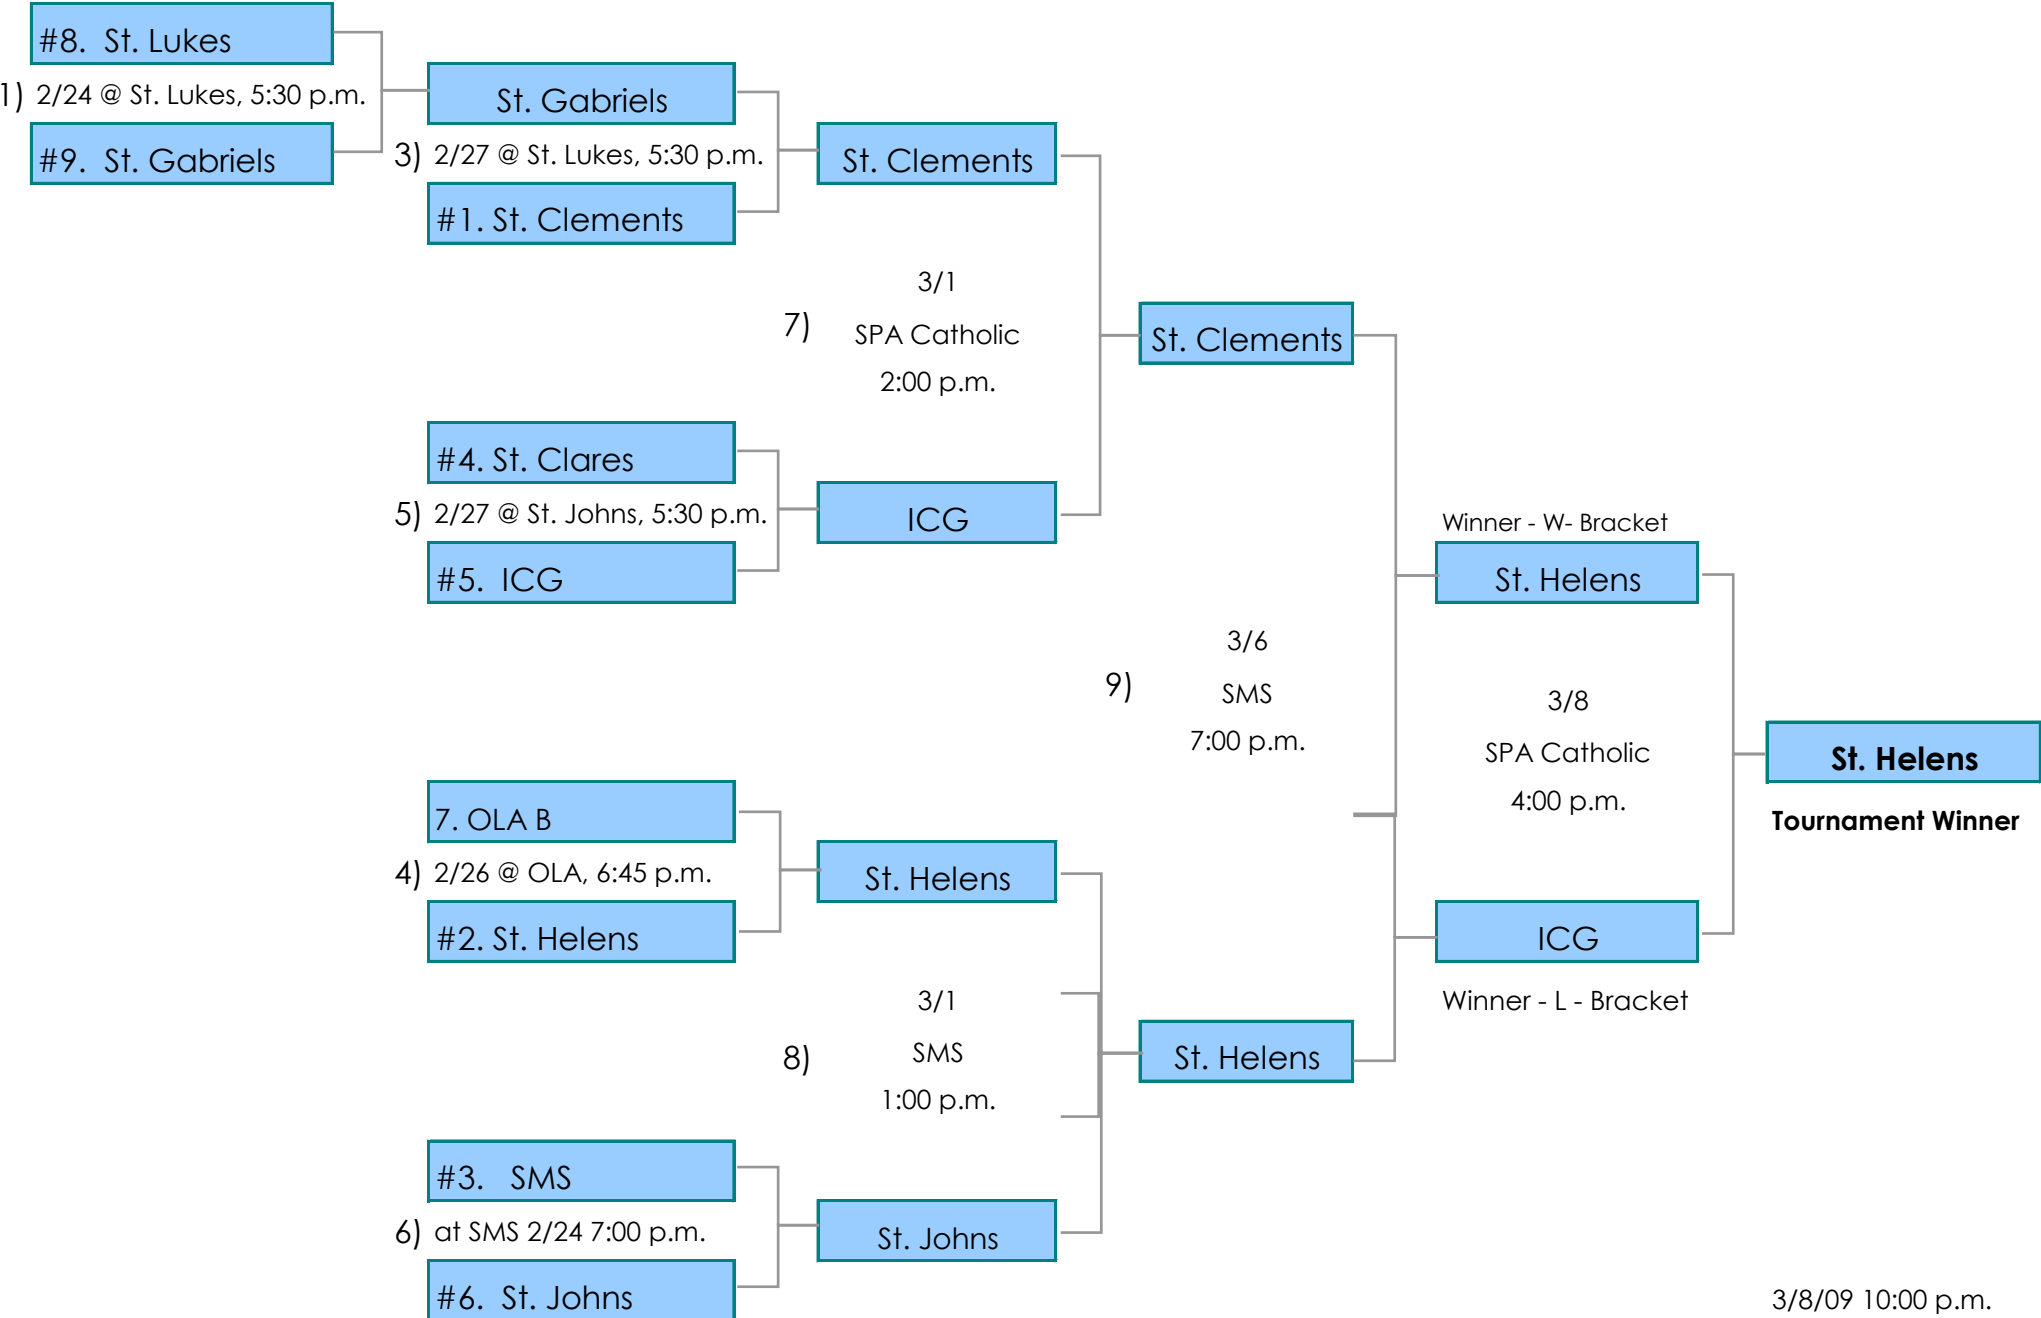 #8.  St. Lukes
1) 2/24 @ St. Lukes, 5:30 p.m.
#9.  St. Gabriels
St. Gabriels
3) 2/27 @ St. Lukes, 5:30 p.m.
#1. St. Clements
St. Clements
3/1
7) SPA Catholic
2:00 p.m.
St. Clements
#4. St. Clares
5) 2/27 @ St. Johns, 5:30 p.m.
#5.  ICG
ICG
Winner - W- Bracket
St. Helens
3/6
9) SMS
7:00 p.m.
3/8
SPA Catholic
4:00 p.m.
St. Helens
Tournament Winner
7. OLA B
4) 2/26 @ OLA, 6:45 p.m.
#2. St. Helens
St. Helens
ICG
Winner - L - Bracket
3/1
8) SMS
1:00 p.m.
St. Helens
#3.   SMS
6) at SMS 2/24 7:00 p.m.
#6.  St. Johns
St. Johns
3/8/09 10:00 p.m.